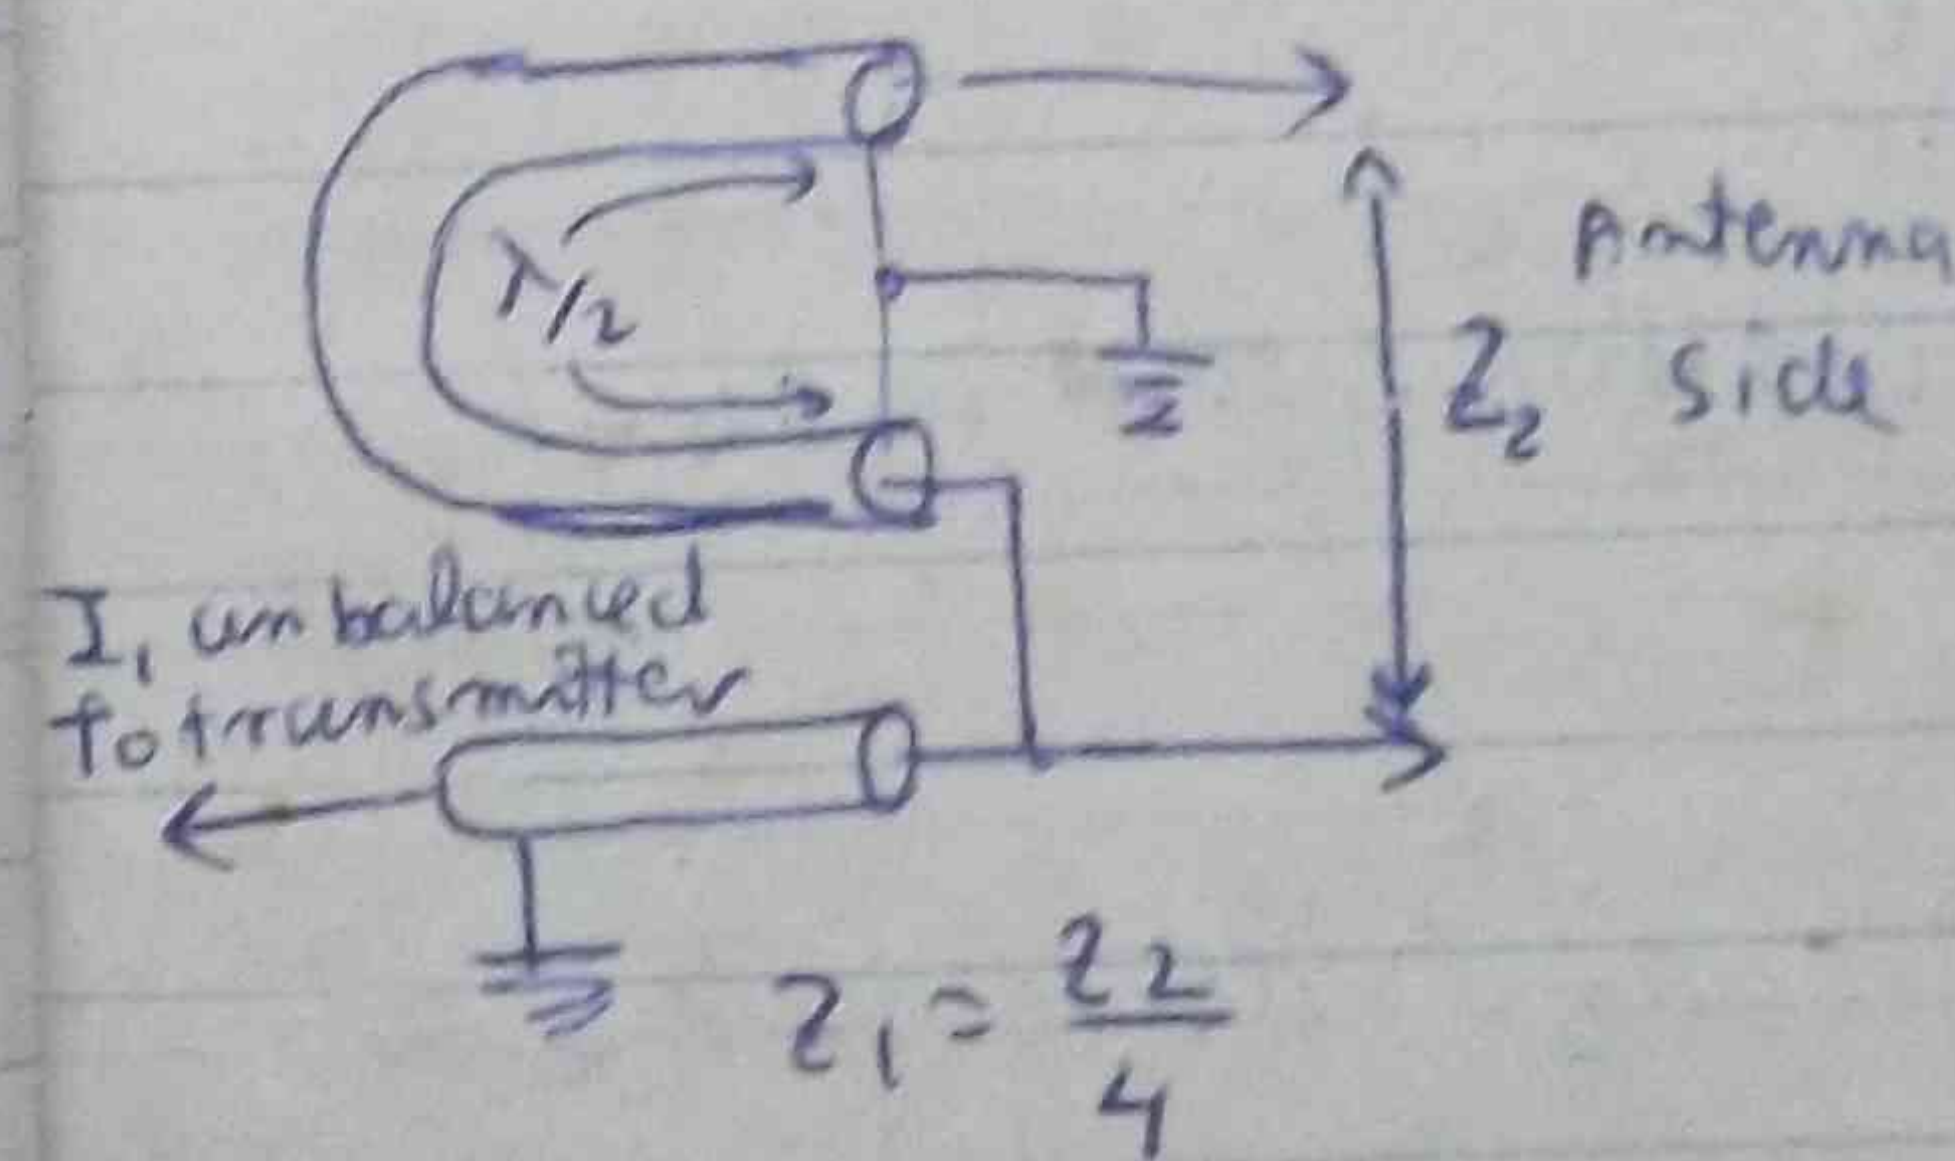 λ/2
Antenna
side
Z₂
I, unbalanced
to transmitter
Z₁ = Z₂/4